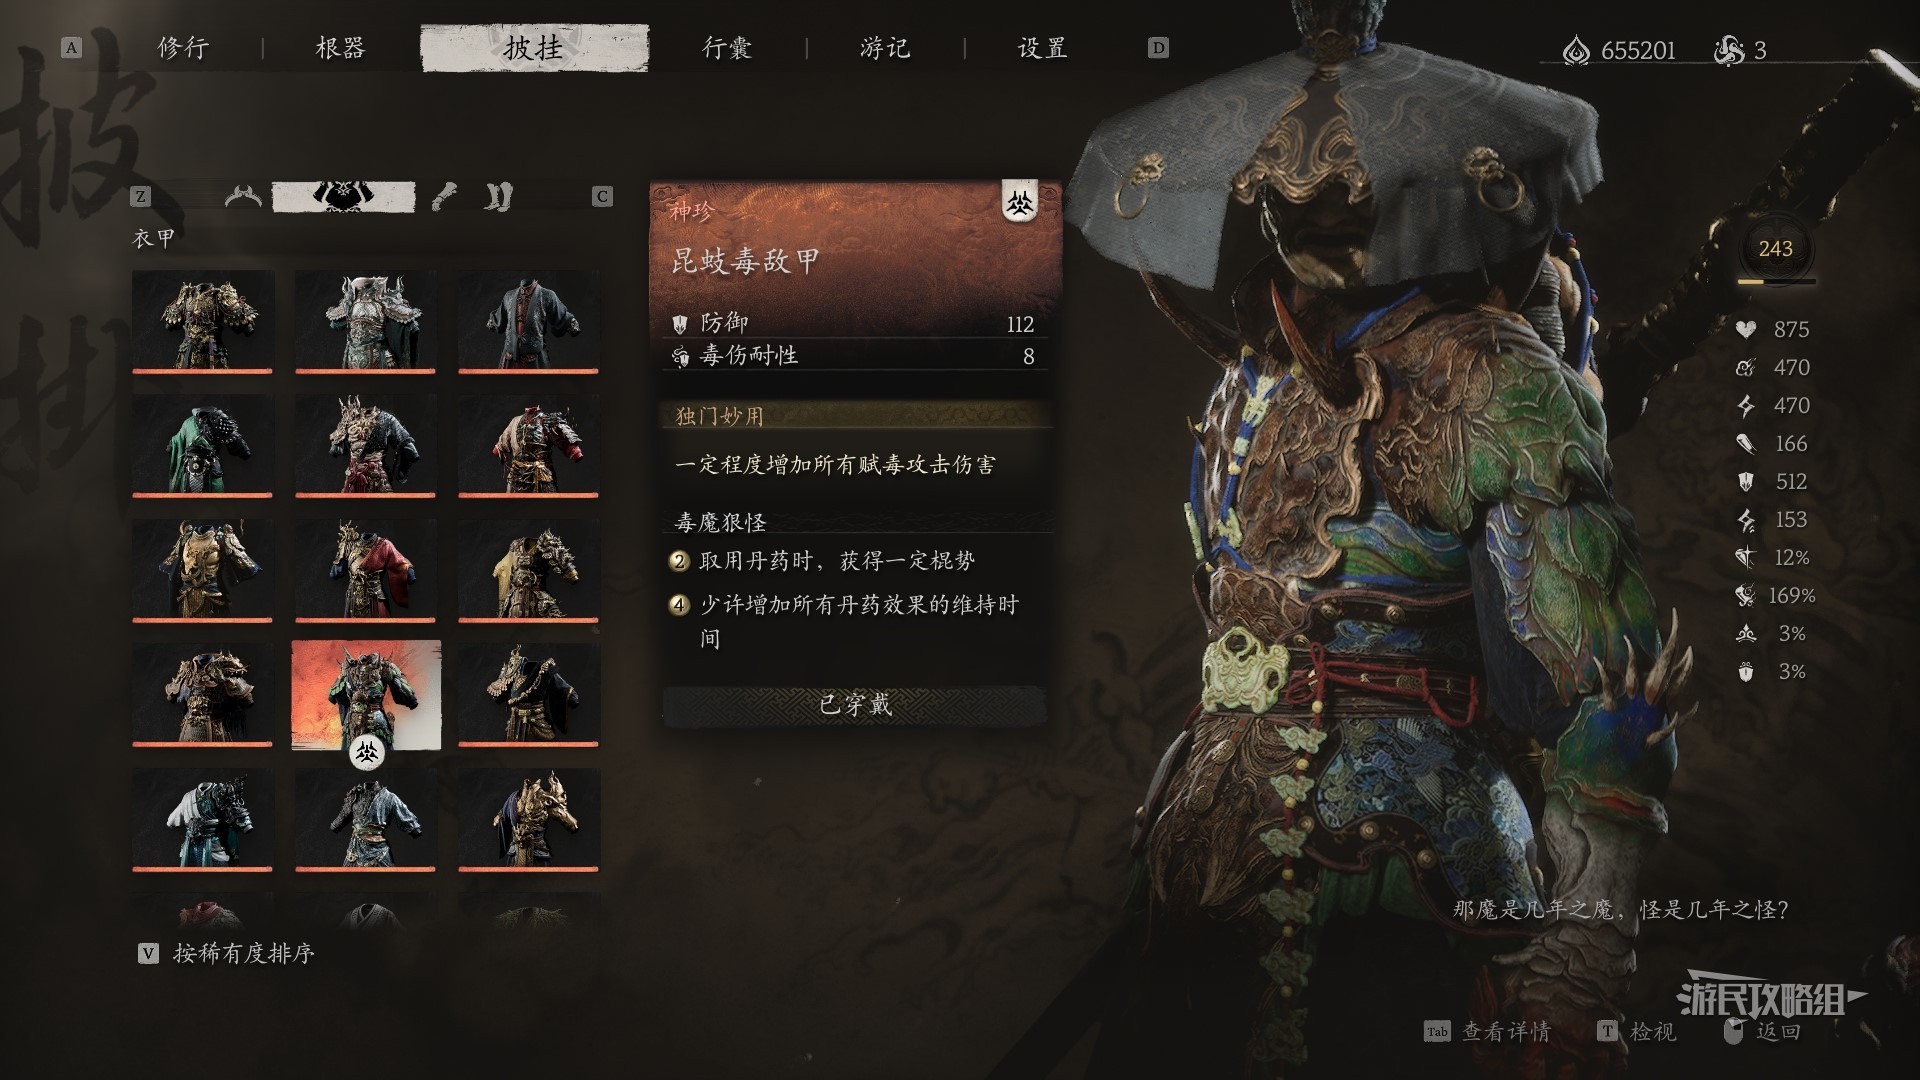 A 修行 根器 披挂 行囊 游记 设置 D
655201 3
披挂
Z C
衣甲
神珍
昆蚑毒敌甲
防御 112
毒伤耐性 8
独门妙用
一定程度增加所有赋毒攻击伤害
毒魔狠怪
2 取用丹药时，获得一定棍势
4 少许增加所有丹药效果的维持时
间
已穿戴
243
875
470
470
166
512
153
12%
169%
3%
3%
那魔是几年之魔，怪是几年之怪？
V 按稀有度排序
游民攻略组
Tab 查看详情 T 检视 返回